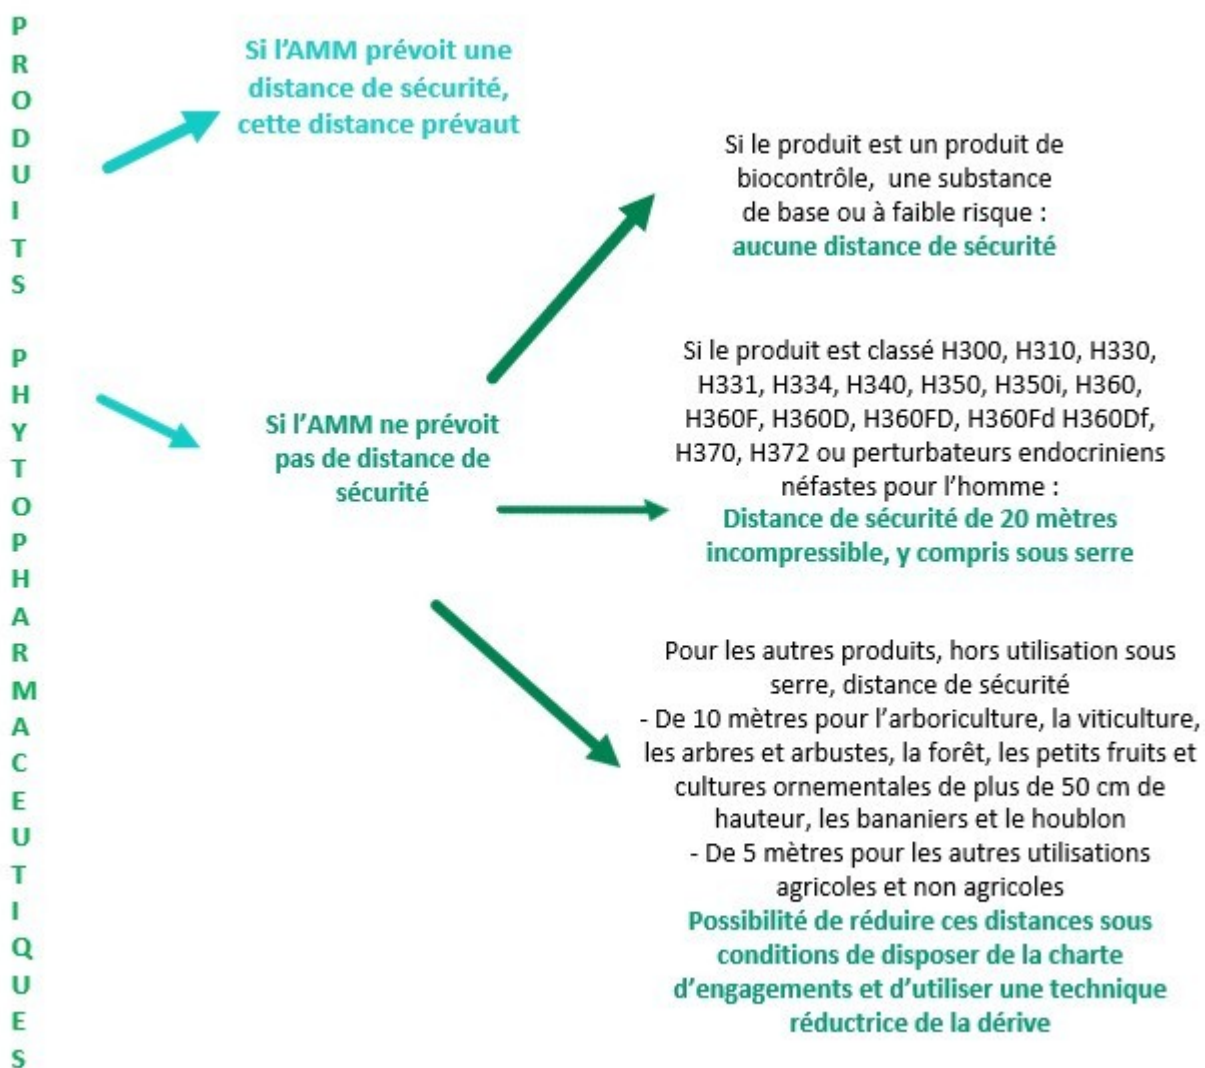 PRODUITS PHYTOPHARMACEUTIQUES
Si l'AMM prévoit une
distance de sécurité,
cette distance prévaut
Si l'AMM ne prévoit
pas de distance de
sécurité
Si le produit est un produit de
biocontrôle, une substance
de base ou à faible risque :
aucune distance de sécurité
Si le produit est classé H300, H310, H330,
H331, H334, H340, H350, H350i, H360,
H360F, H360D, H360FD, H360Fd H360Df,
H370, H372 ou perturbateurs endocriniens
néfastes pour l'homme :
Distance de sécurité de 20 mètres
incompressible, y compris sous serre
Pour les autres produits, hors utilisation sous
serre, distance de sécurité
- De 10 mètres pour l'arboriculture, la viticulture,
les arbres et arbustes, la forêt, les petits fruits et
cultures ornementales de plus de 50 cm de
hauteur, les bananiers et le houblon
- De 5 mètres pour les autres utilisations
agricoles et non agricoles
Possibilité de réduire ces distances sous
conditions de disposer de la charte
d'engagements et d'utiliser une technique
réductrice de la dérive